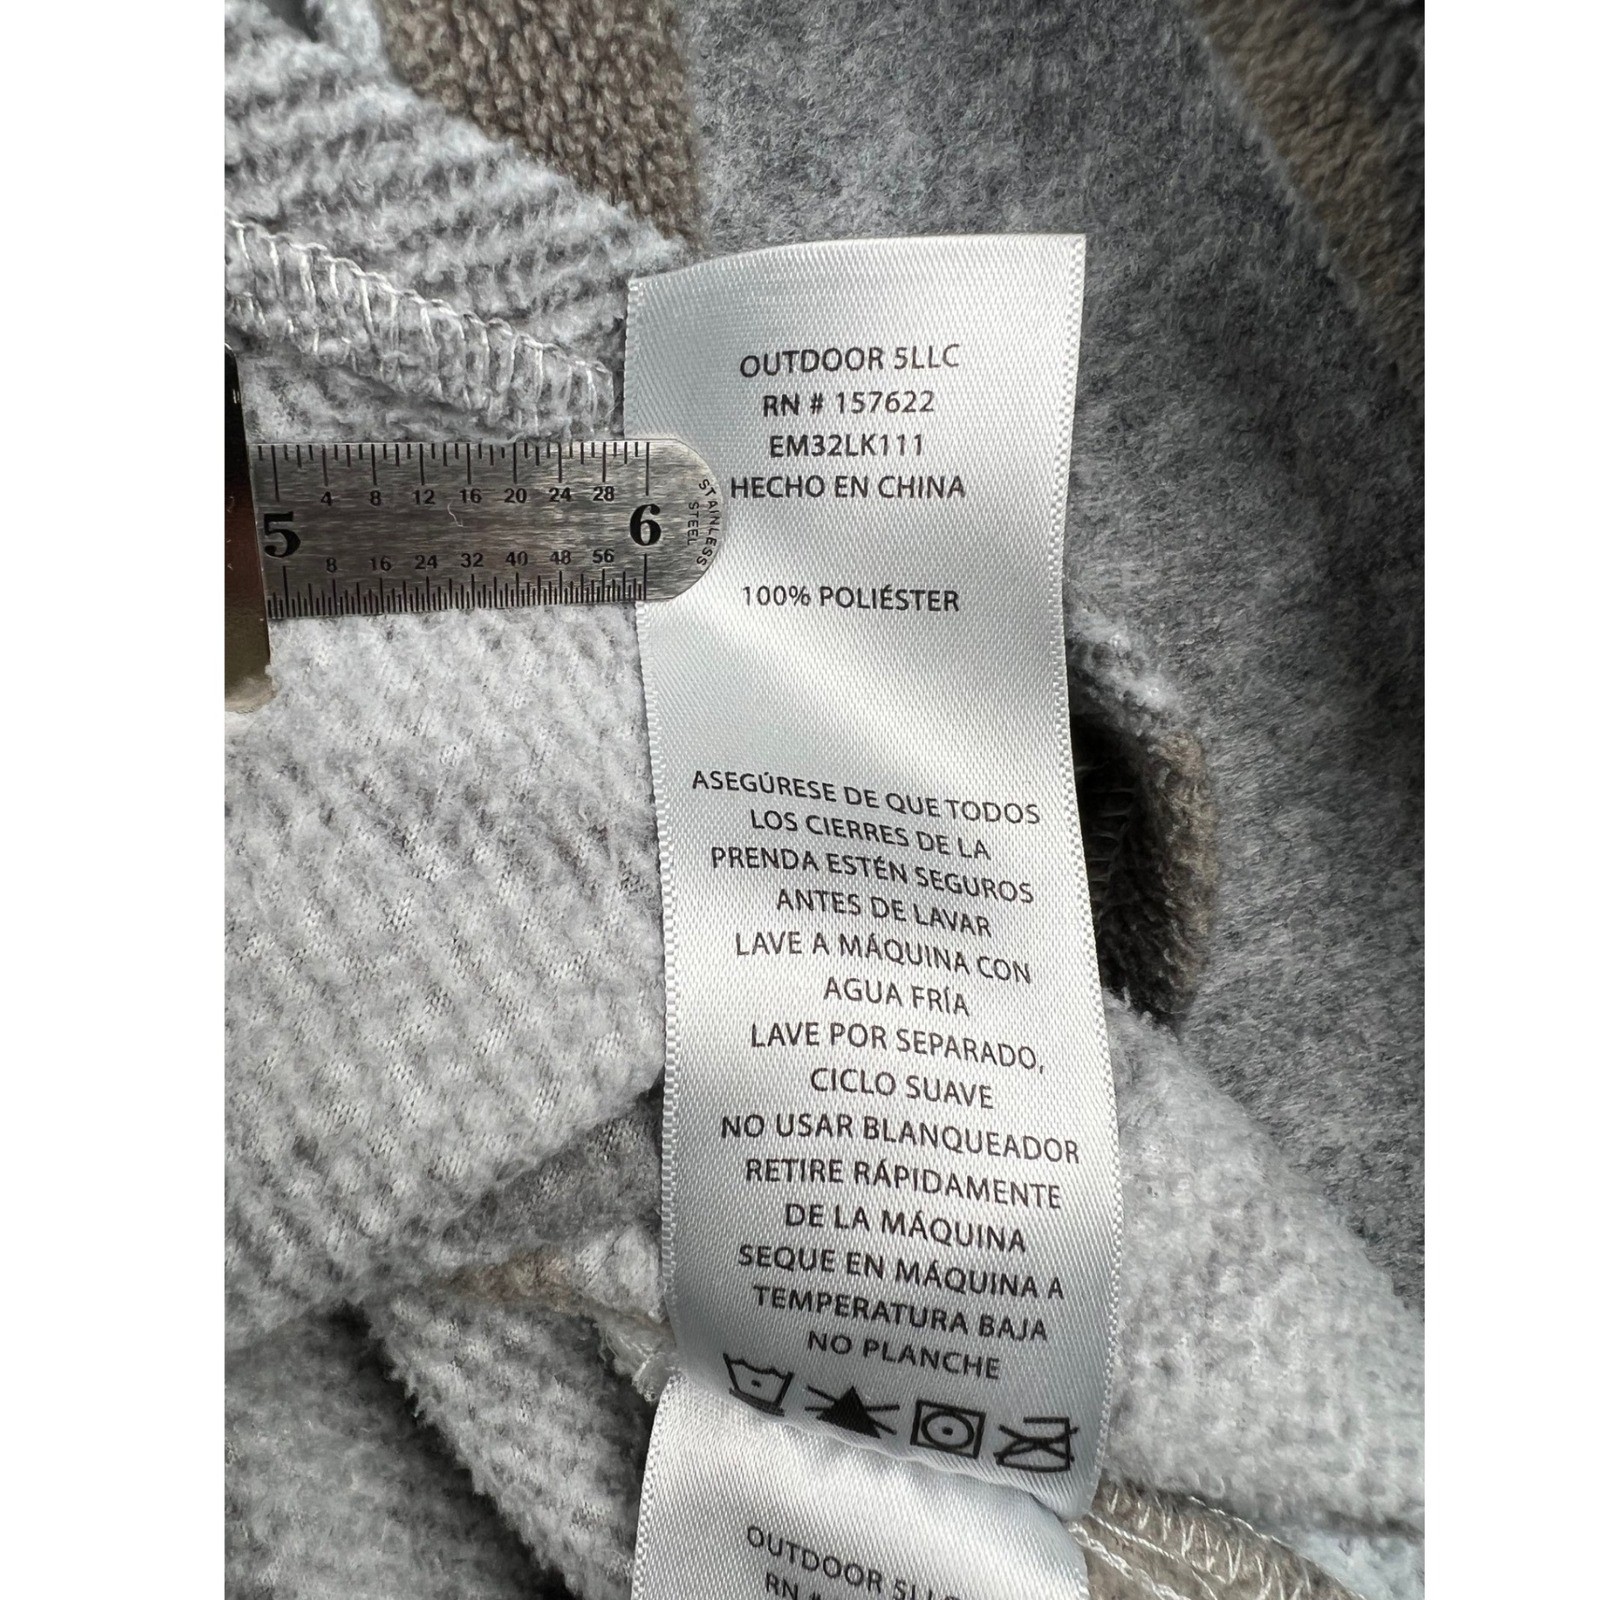 OUTDOOR 5LLC
RN # 157622
EM32LK111
HECHO EN CHINA
100% POLIÉSTER
ASEGÚRESE DE QUE TODOS
LOS CIERRES DE LA
PRENDA ESTÉN SEGUROS
ANTES DE LAVAR
LAVE A MÁQUINA CON
AGUA FRÍA
LAVE POR SEPARADO,
CICLO SUAVE
NO USAR BLANQUEADOR
RETIRE RÁPIDAMENTE
DE LA MÁQUINA
SEQUE EN MÁQUINA A
TEMPERATURA BAJA
NO PLANCHE
OUTDOOR 5LLC
RN #
4 8 12 16 20 24 28
5 6
8 16 24 32 40 48 56
STAINLESS
STEEL